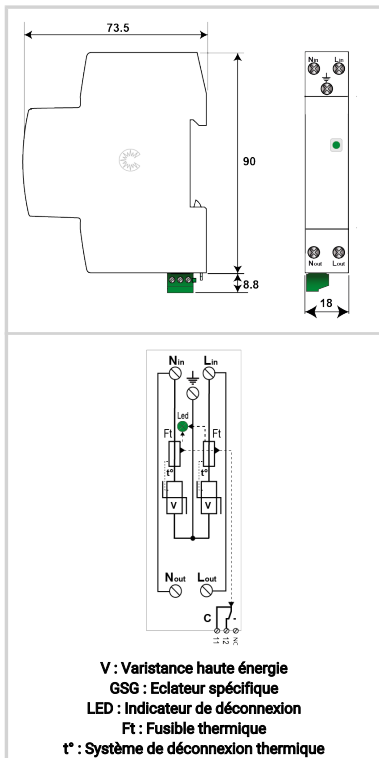 73.5
Nin Lin
90
Nout Lout
8.8
18
Nin Lin
Led
Ft Ft
t° t°
V V
Nout Lout
C
11 12 NC
V : Varistance haute énergie
GSG : Eclateur spécifique
LED : Indicateur de déconnexion
Ft : Fusible thermique
t° : Système de déconnexion thermique